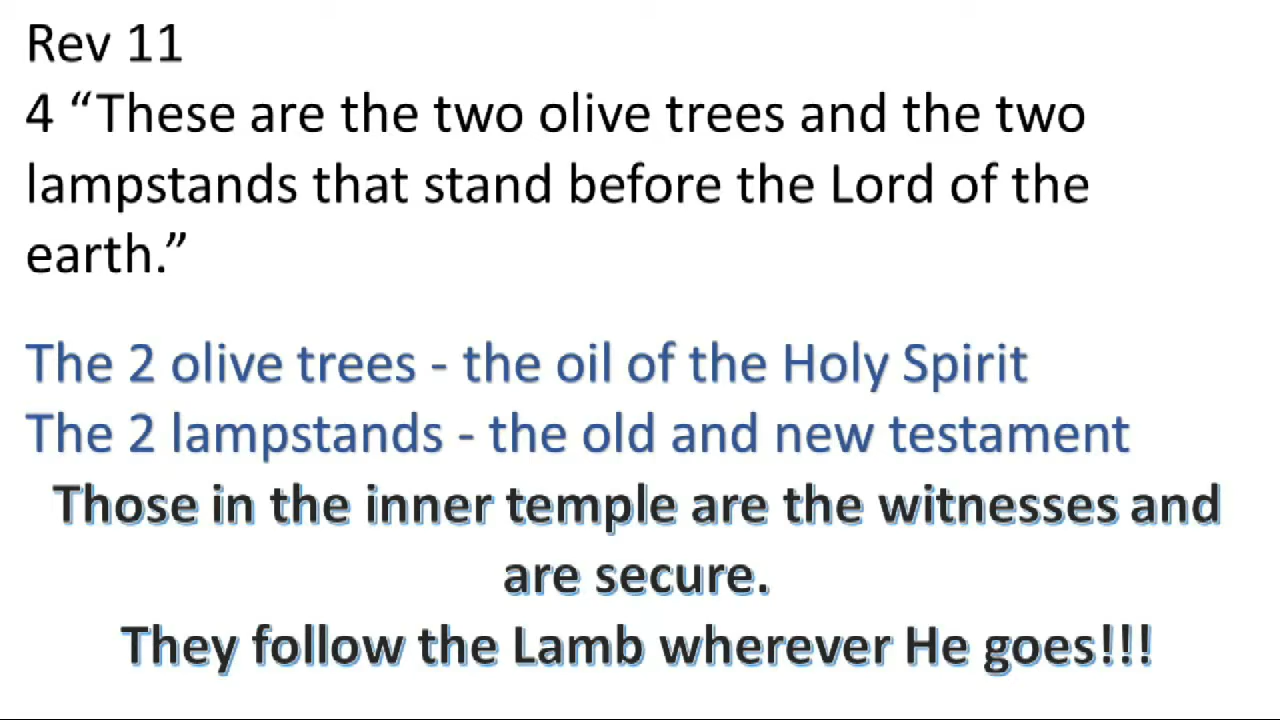 Rev 11
4 “These are the two olive trees and the two
lampstands that stand before the Lord of the
earth.”
The 2 olive trees - the oil of the Holy Spirit
The 2 lampstands - the old and new testament
Those in the inner temple are the witnesses and
are secure.
They follow the Lamb wherever He goes!!!